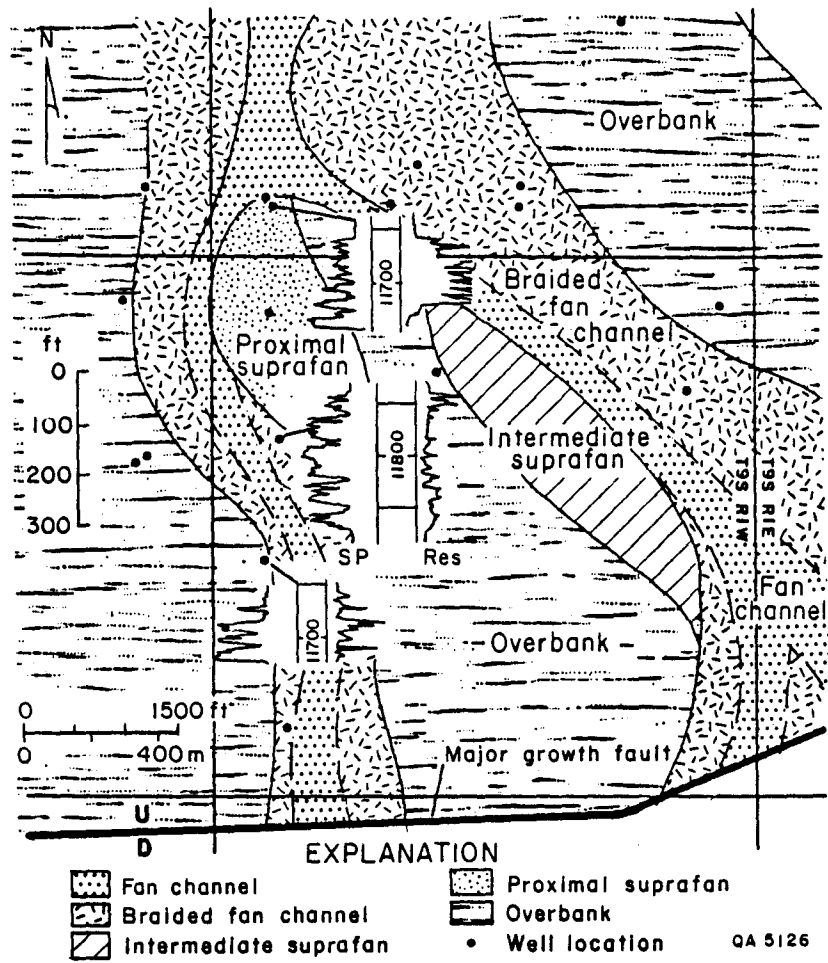 N
Overbank
11700
Braided
fan
channel
Proximal
suprafan
ft
0
100
200
300
11800
Intermediate
suprafan
T9S R1W
T9S R1E
SP Res
Fan
channel
11700
Overbank
0 1500 ft
0 400 m
Major growth fault
U
D
EXPLANATION
Fan channel
Braided fan channel
Intermediate suprafan
Proximal suprafan
Overbank
Well location
QA 5126